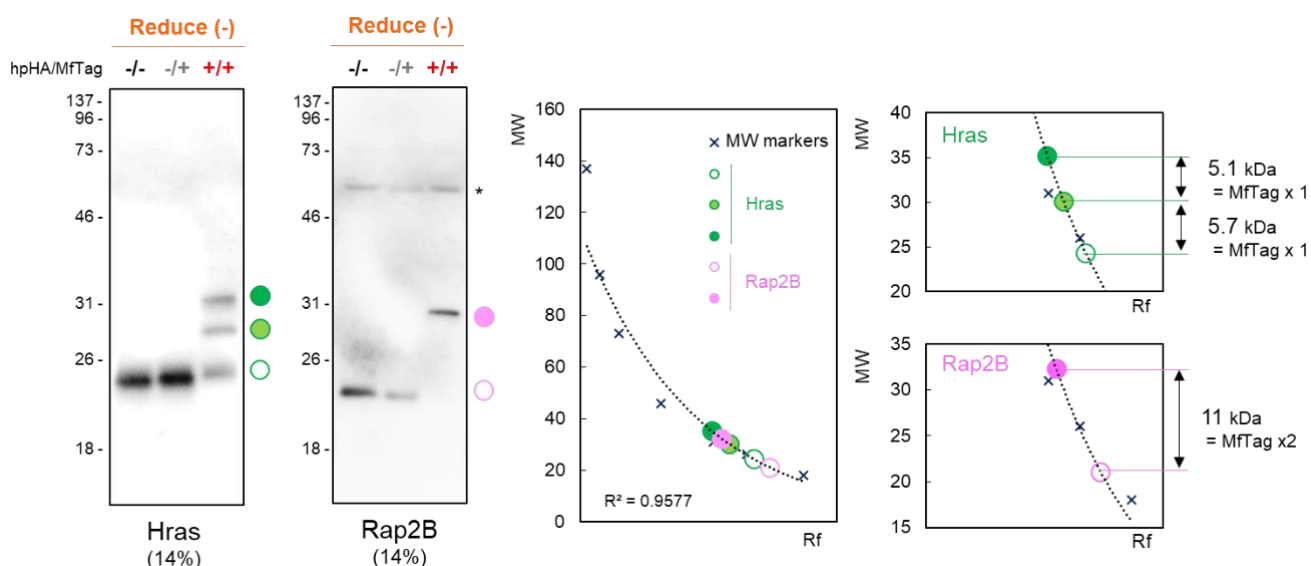 Reduce (-)
hpHA/MfTag -/- -/+ +/+
137 -
96 -
73 -
46 -
31 -
26 -
18 -
Hras
(14%)
Reduce (-)
-/- -/+ +/+
137 -
96 -
73 -
46 -
31 -
26 -
18 -
*
Rap2B
(14%)
MW
160
140
120
100
80
60
40
20
0
× MW markers
Hras
Rap2B
R² = 0.9577
Rf
MW
40
35
30
25
20
Hras
Rf
5.1 kDa
= MfTag x 1
5.7 kDa
= MfTag x 1
MW
35
30
25
20
15
Rap2B
Rf
11 kDa
= MfTag x2